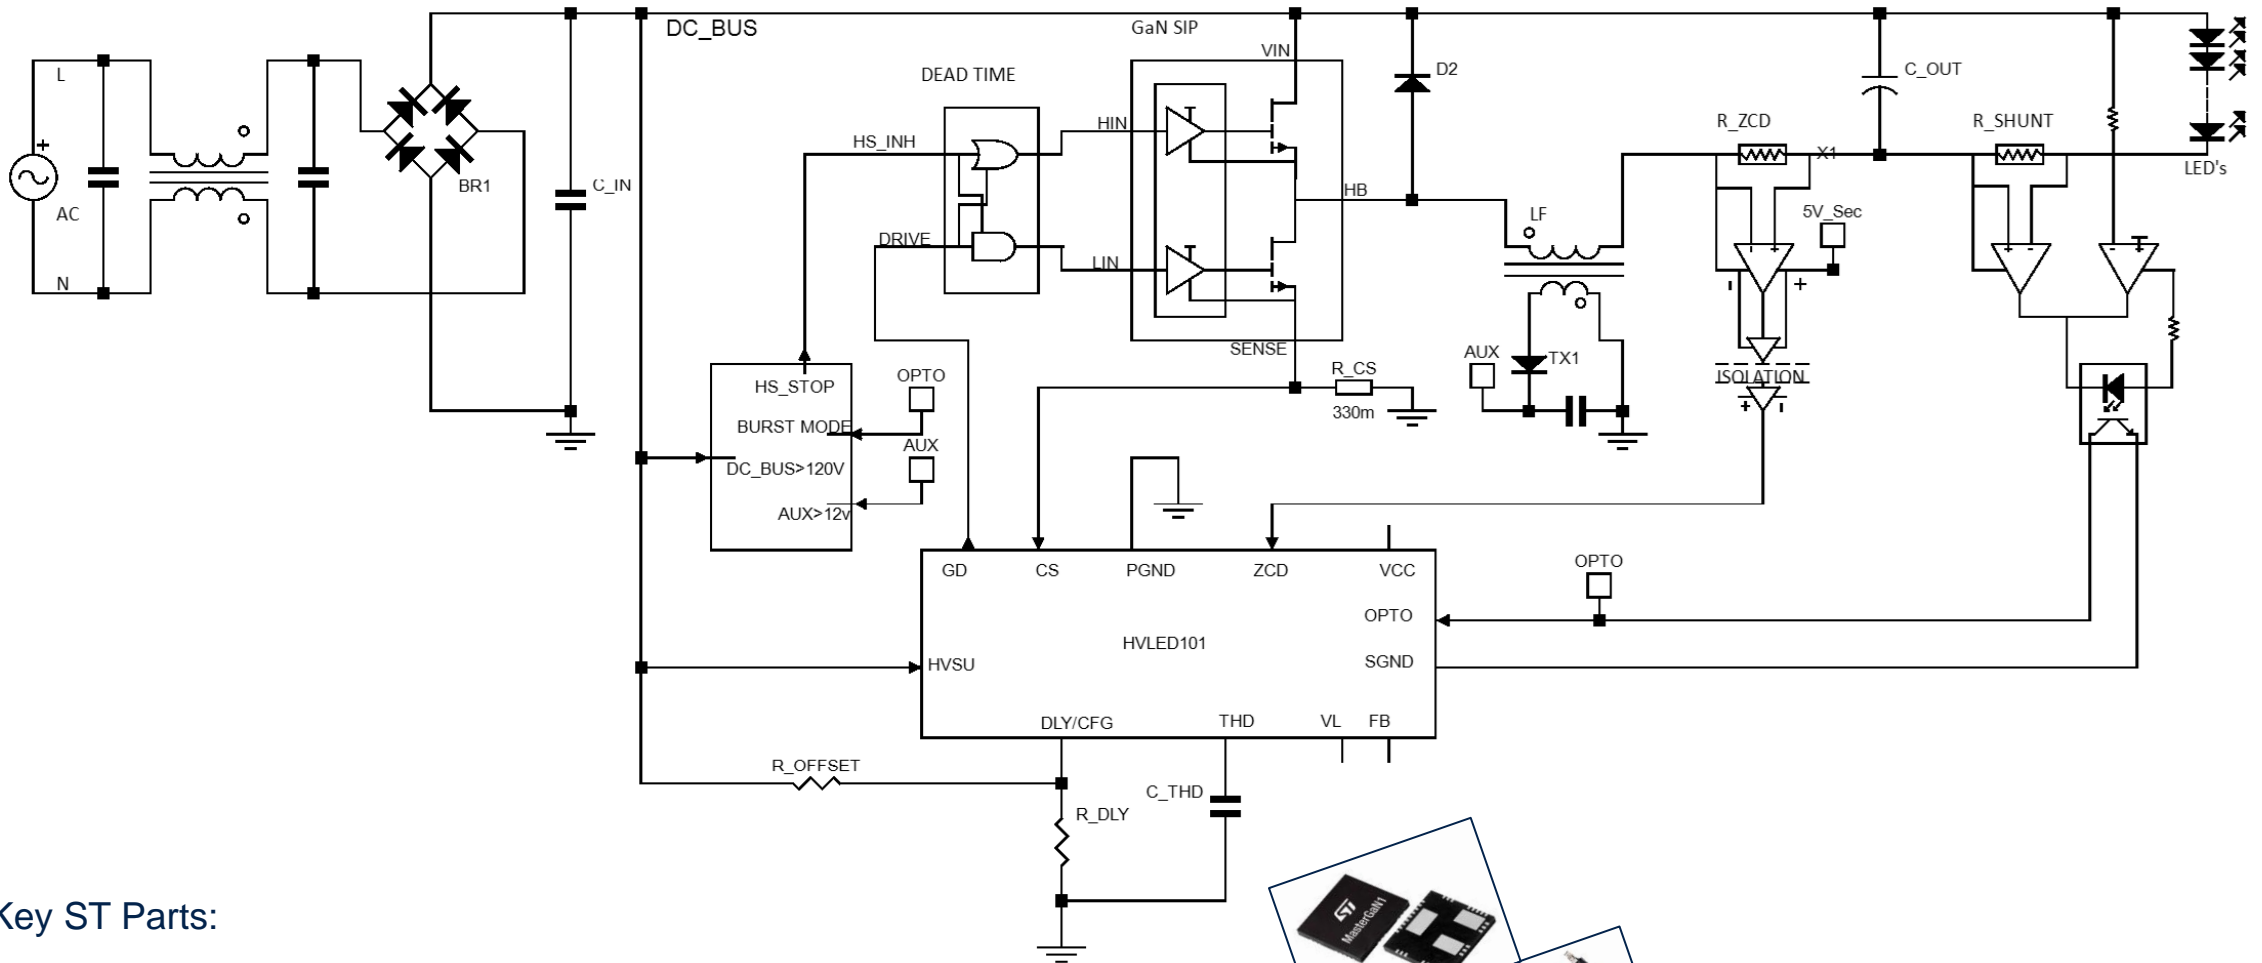 DC_BUS
GaN SIP
VIN
L
DEAD TIME
D2
C_OUT
R_ZCD
R_SHUNT
+
HS_INH
HIN
X1
LED's
AC
BR1
C_IN
HB
LF
5V_Sec
DRIVE
LIN
- +
+ -
-
- +
SENSE
N
HS_STOP
OPTO
R_CS
330m
AUX
TX1
ISOLATION
+ -
BURST MODE
AUX
DC_BUS>120V
AUX>12v
GD
CS
PGND
ZCD
VCC
OPTO
OPTO
HVLED101
HVSU
SGND
DLY/CFG
THD
VL
FB
R_OFFSET
C_THD
R_DLY
Key ST Parts:
ST
MasterGaN1